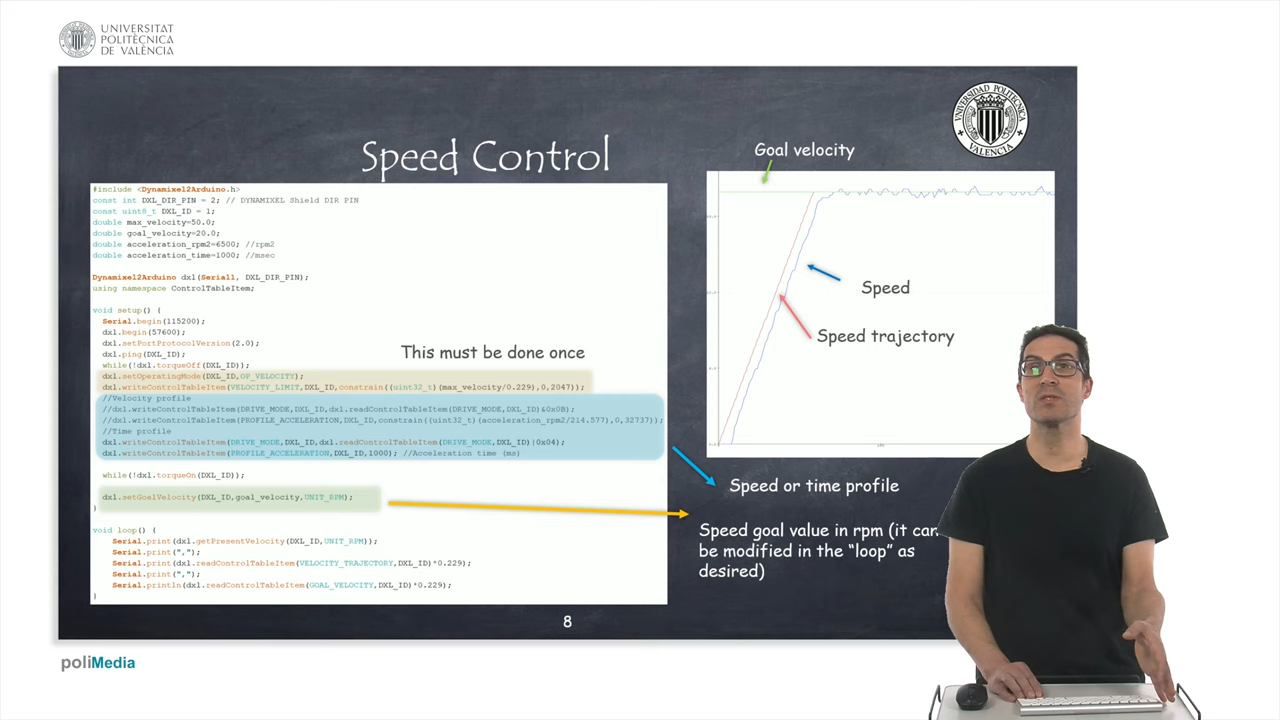 UNIVERSITAT
POLITÈCNICA
DE VALÈNCIA
UNIVERSIDAD POLITECNICA
VALENCIA
Speed Control
#include <Dynamixel2Arduino.h>
const int DXL_DIR_PIN = 2; // DYNAMIXEL Shield DIR PIN
const uint8_t DXL_ID = 1;
double max_velocity=50.0;
double goal_velocity=20.0;
double acceleration_rpm2=6500; //rpm2
double acceleration_time=1000; //msec
Dynamixel2Arduino dxl(Serial1, DXL_DIR_PIN);
using namespace ControlTableItem;
void setup() {
Serial.begin(115200);
dxl.begin(57600);
dxl.setPortProtocolVersion(2.0);
dxl.ping(DXL_ID);
while(!dxl.torqueOff(DXL_ID));
This must be done once
dxl.setOperatingMode(DXL_ID,OP_VELOCITY);
dxl.writeControlTableItem(VELOCITY_LIMIT,DXL_ID,constrain((uint32_t)(max_velocity/0.229),0,2047));
//Velocity profile
//dxl.writeControlTableItem(DRIVE_MODE,DXL_ID,dxl.readControlTableItem(DRIVE_MODE,DXL_ID)&0x0B);
//dxl.writeControlTableItem(PROFILE_ACCELERATION,DXL_ID,constrain((uint32_t)(acceleration_rpm2/214.577),0,32737));
//Time profile
dxl.writeControlTableItem(DRIVE_MODE,DXL_ID,dxl.readControlTableItem(DRIVE_MODE,DXL_ID)|0x04);
dxl.writeControlTableItem(PROFILE_ACCELERATION,DXL_ID,1000); //Acceleration time (ms)
while(!dxl.torqueOn(DXL_ID));
dxl.setGoalVelocity(DXL_ID,goal_velocity,UNIT_RPM);
}
void loop() {
Serial.print(dxl.getPresentVelocity(DXL_ID,UNIT_RPM));
Serial.print(",");
Serial.print(dxl.readControlTableItem(VELOCITY_TRAJECTORY,DXL_ID)*0.229);
Serial.print(",");
Serial.println(dxl.readControlTableItem(GOAL_VELOCITY,DXL_ID)*0.229);
}
Goal velocity
Speed
Speed trajectory
Speed or time profile
Speed goal value in rpm (it can
be modified in the "loop" as
desired)
8
poliMedia